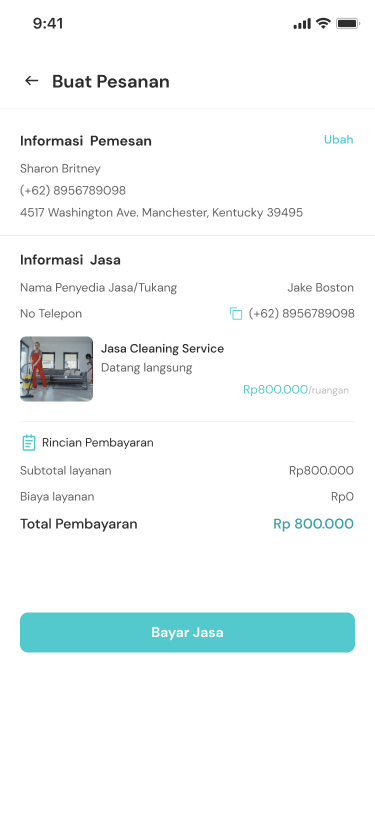 9:41
Buat Pesanan
Informasi Pemesan
Ubah
Sharon Britney
(+62) 8956789098
4517 Washington Ave. Manchester, Kentucky 39495
Informasi Jasa
Nama Penyedia Jasa/Tukang
Jake Boston
No Telepon
(+62) 8956789098
Jasa Cleaning Service
Datang langsung
Rp800.000/ruangan
Rincian Pembayaran
Subtotal layanan
Rp800.000
Biaya layanan
Rp0
Total Pembayaran
Rp 800.000
Bayar Jasa